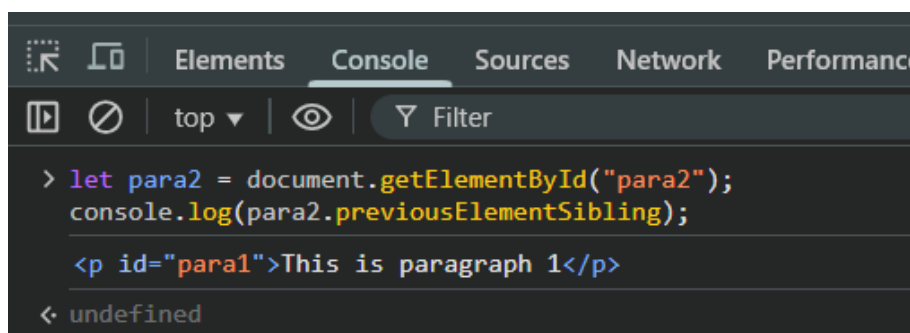 Elements Console Sources Network Performanc
top ▼ Filter
> let para2 = document.getElementById("para2");
console.log(para2.previousElementSibling);
<p id="para1">This is paragraph 1</p>
undefined